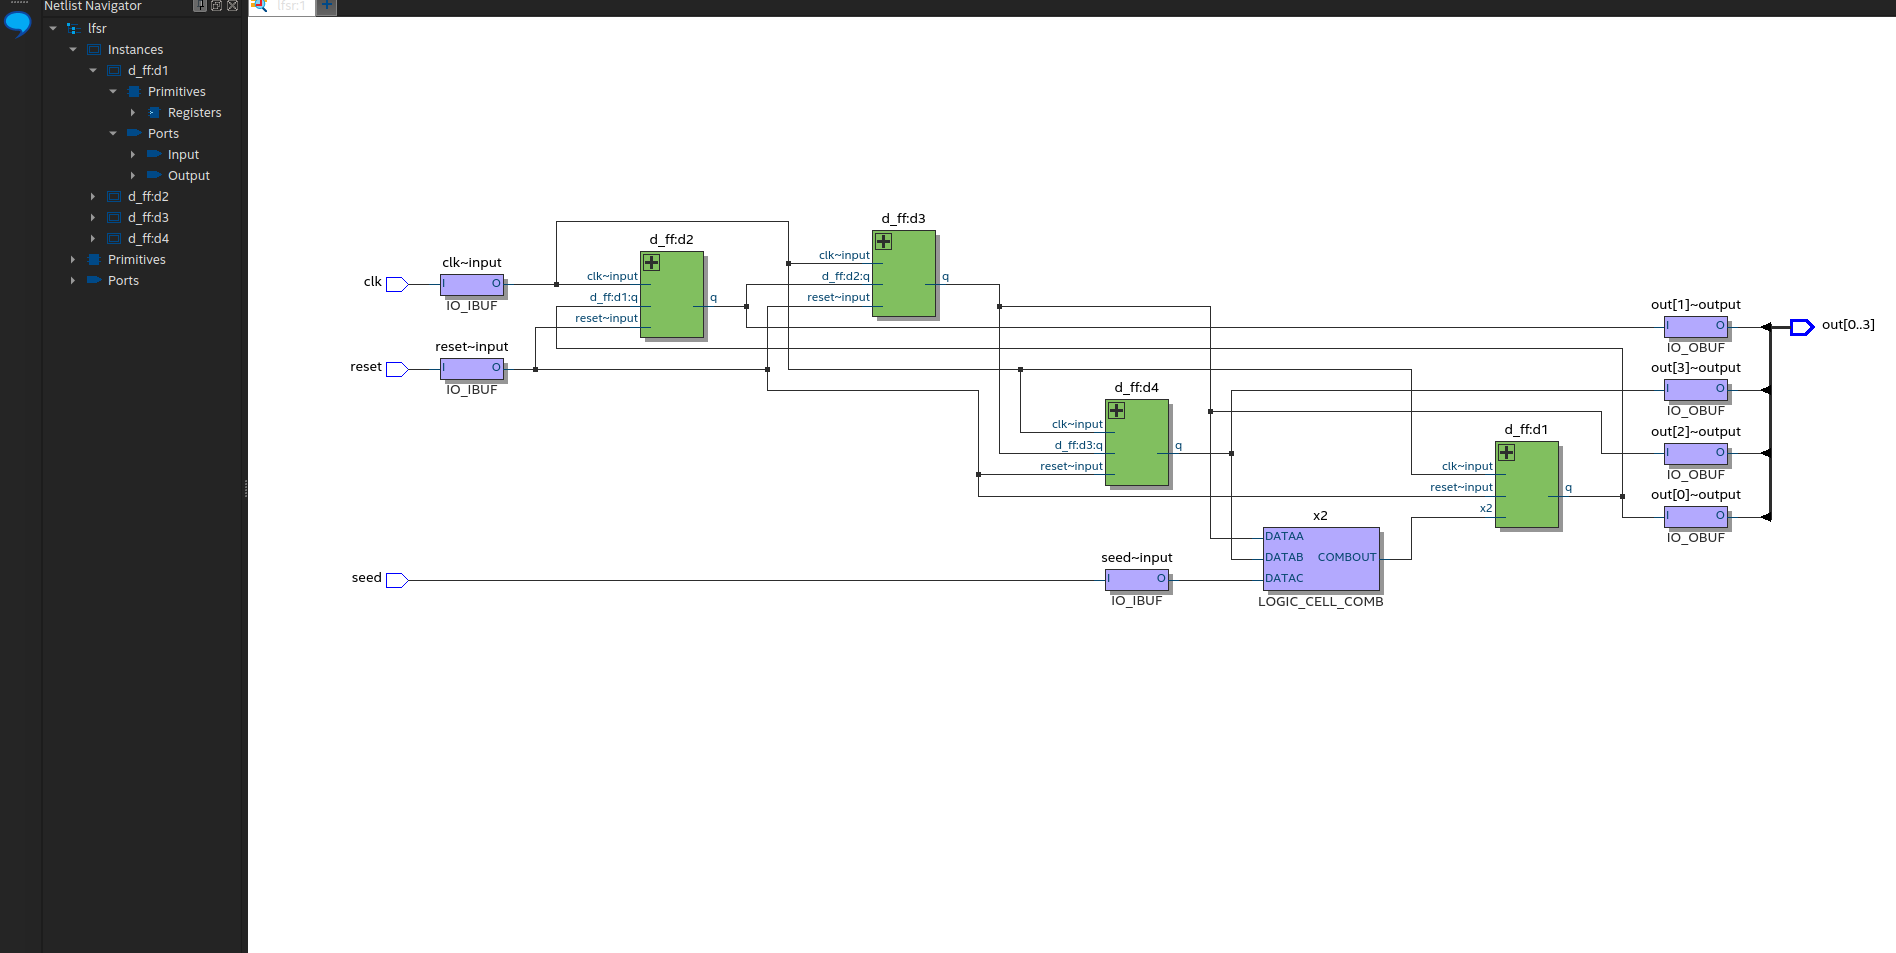 Netlist Navigator
lfsr:1
lfsr
Instances
d_ff:d1
Primitives
Registers
Ports
Input
Output
d_ff:d2
d_ff:d3
d_ff:d4
Primitives
Ports
clk
clk~input
I O
IO_IBUF
reset
reset~input
I O
IO_IBUF
d_ff:d2
clk~input
d_ff:d1:q
reset~input
q
d_ff:d3
clk~input
d_ff:d2:q
reset~input
q
d_ff:d4
clk~input
d_ff:d3:q
reset~input
q
seed
seed~input
I O
IO_IBUF
x2
DATAA
DATAB COMBOUT
DATAC
LOGIC_CELL_COMB
d_ff:d1
clk~input
reset~input
x2
q
out[1]~output
I O
IO_OBUF
out[3]~output
I O
IO_OBUF
out[2]~output
I O
IO_OBUF
out[0]~output
I O
IO_OBUF
out[0..3]